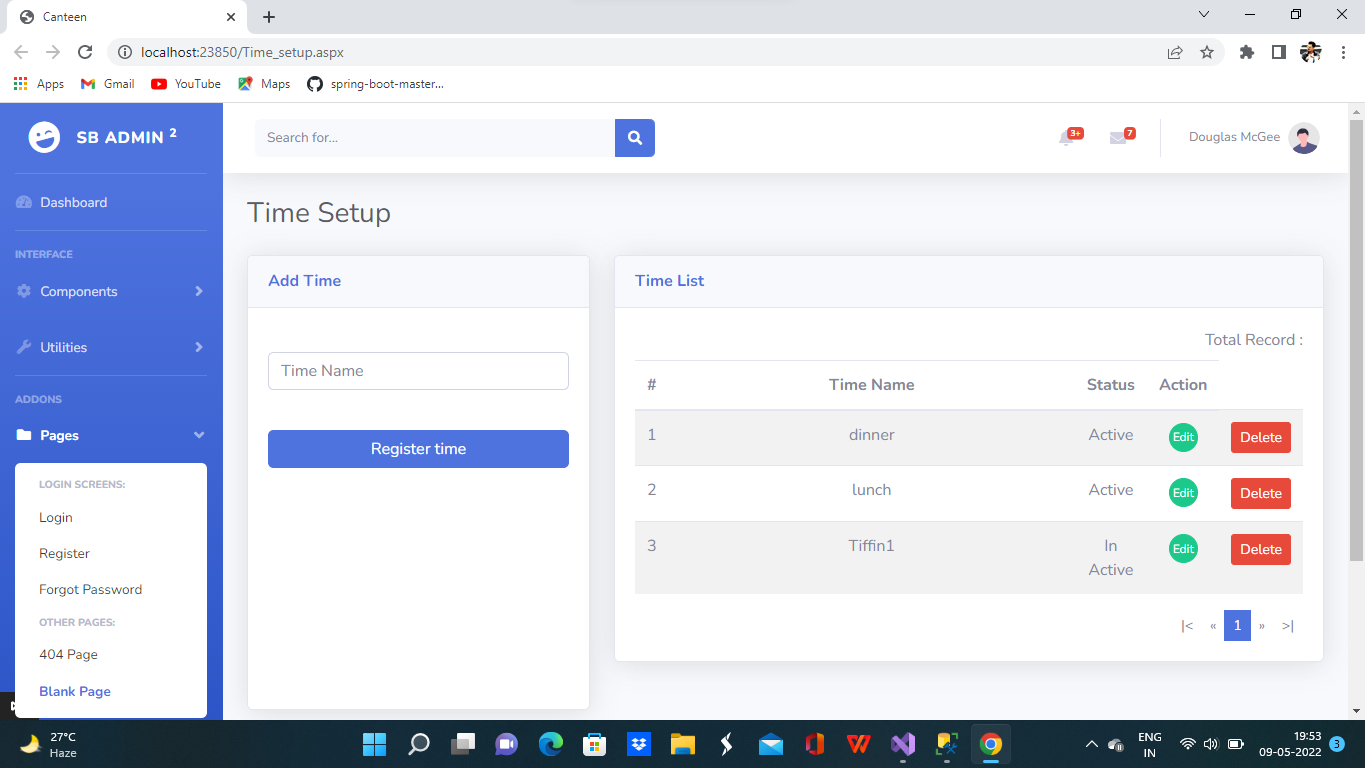 Canteen
localhost:23850/Time_setup.aspx
Apps Gmail YouTube Maps spring-boot-master...
SB ADMIN 2
Search for...
3+
7
Douglas McGee
Dashboard
INTERFACE
Components
Utilities
ADDONS
Pages
LOGIN SCREENS:
Login
Register
Forgot Password
OTHER PAGES:
404 Page
Blank Page
Time Setup
Add Time
Time Name
Register time
Time List
Total Record :
# Time Name Status Action
1 dinner Active Edit Delete
2 lunch Active Edit Delete
3 Tiffin1 In Active Edit Delete
|< « 1 » >|
27°C
Haze
ENG
IN
19:53
09-05-2022
3